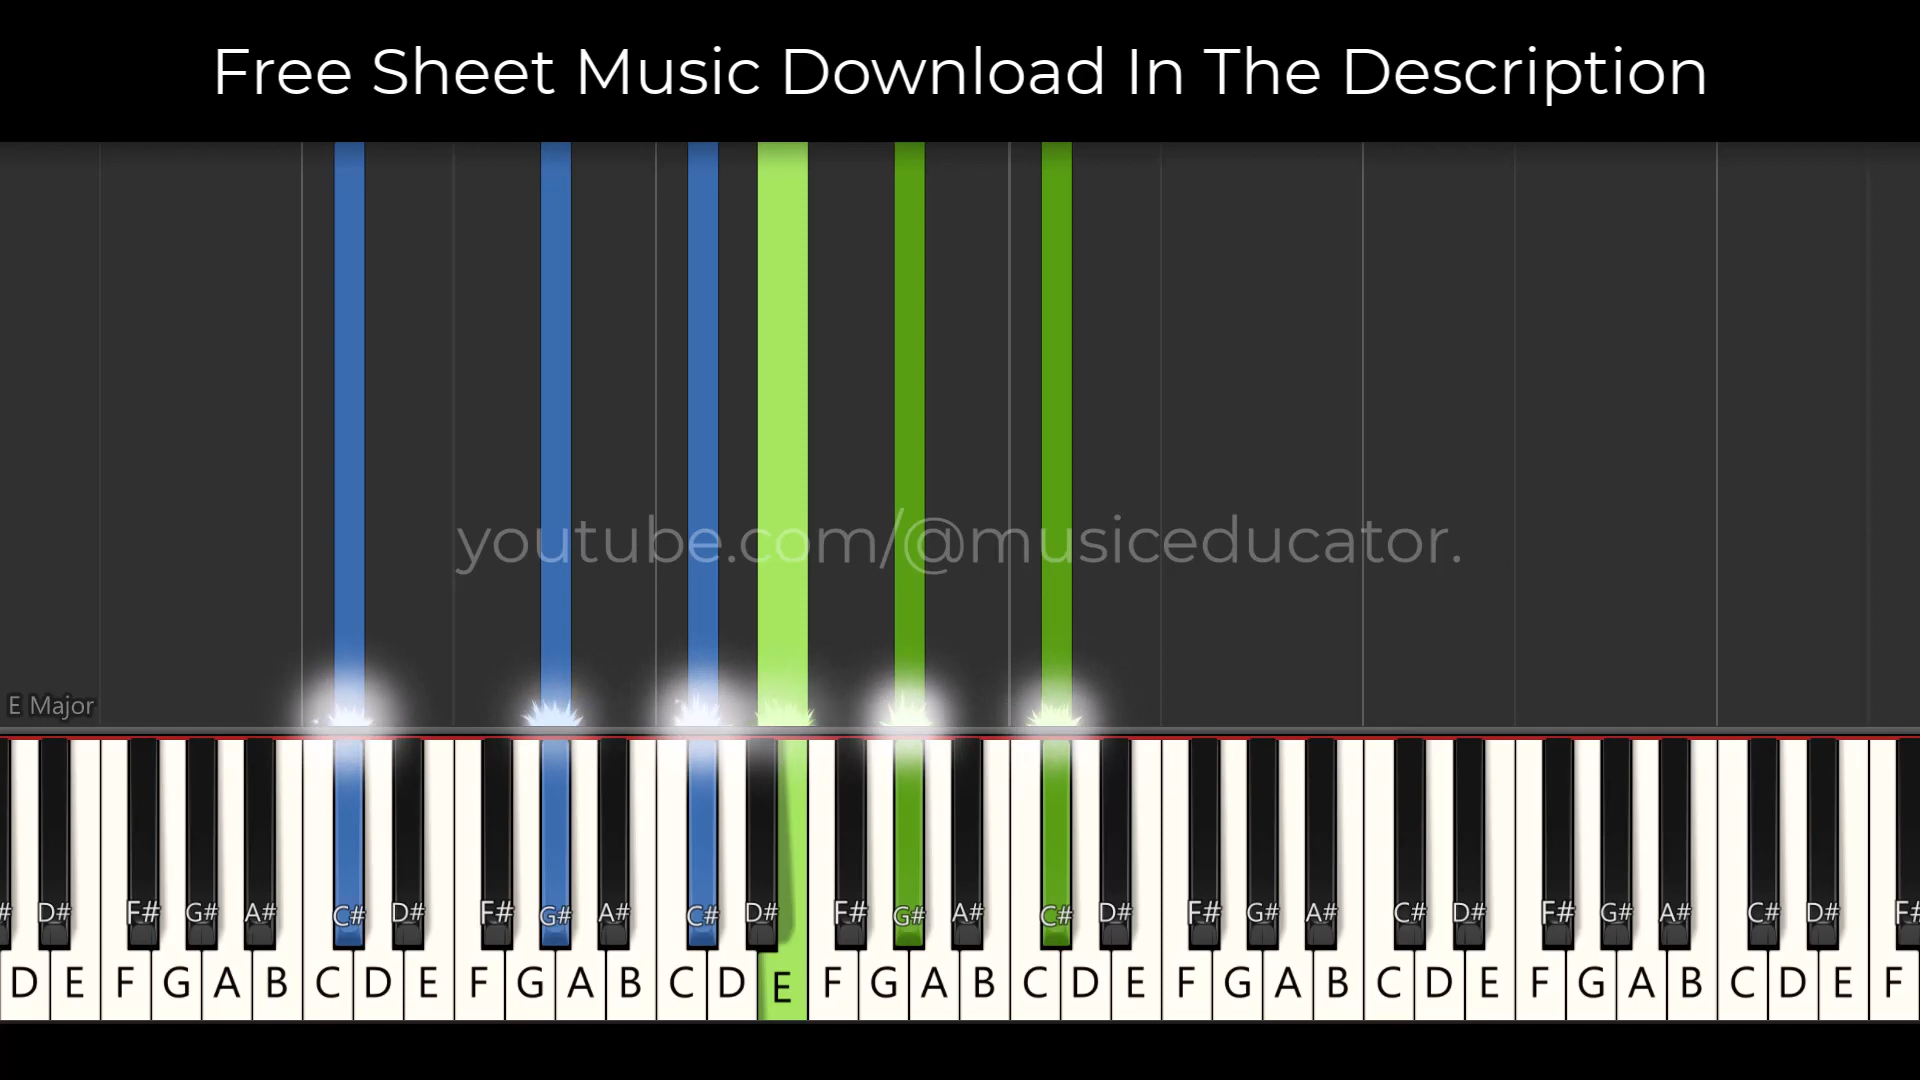 Free Sheet Music Download In The Description
youtube.com/@musiceducator.
E Major
# D# F# G# A# C# D# F# G# A# C# D# F# G# A# C# D# F# G# A# C# D# F# G# A# C# D# F#
D E F G A B C D E F G A B C D E F G A B C D E F G A B C D E F G A B C D E F